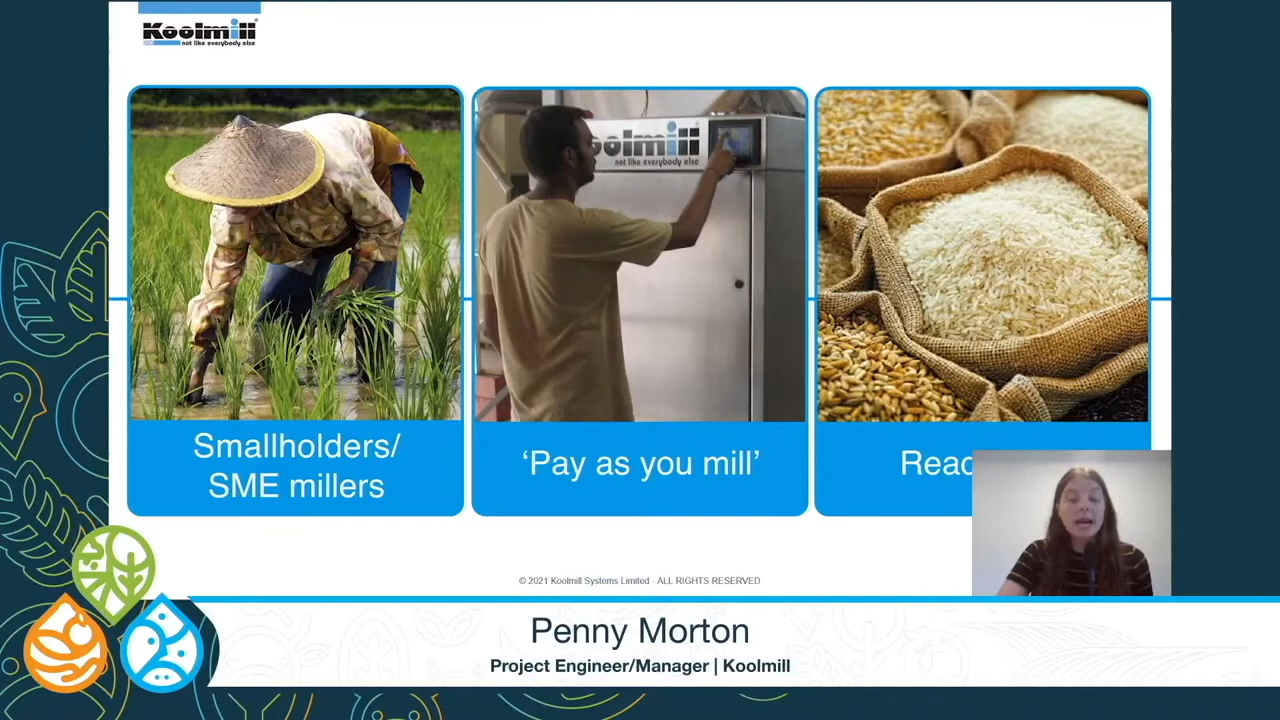 Koolmill
not like everybody else
Koolmill
not like everybody else
Smallholders/
SME millers
‘Pay as you mill’
© 2021 Koolmill Systems Limited - ALL RIGHTS RESERVED
Penny Morton
Project Engineer/Manager | Koolmill